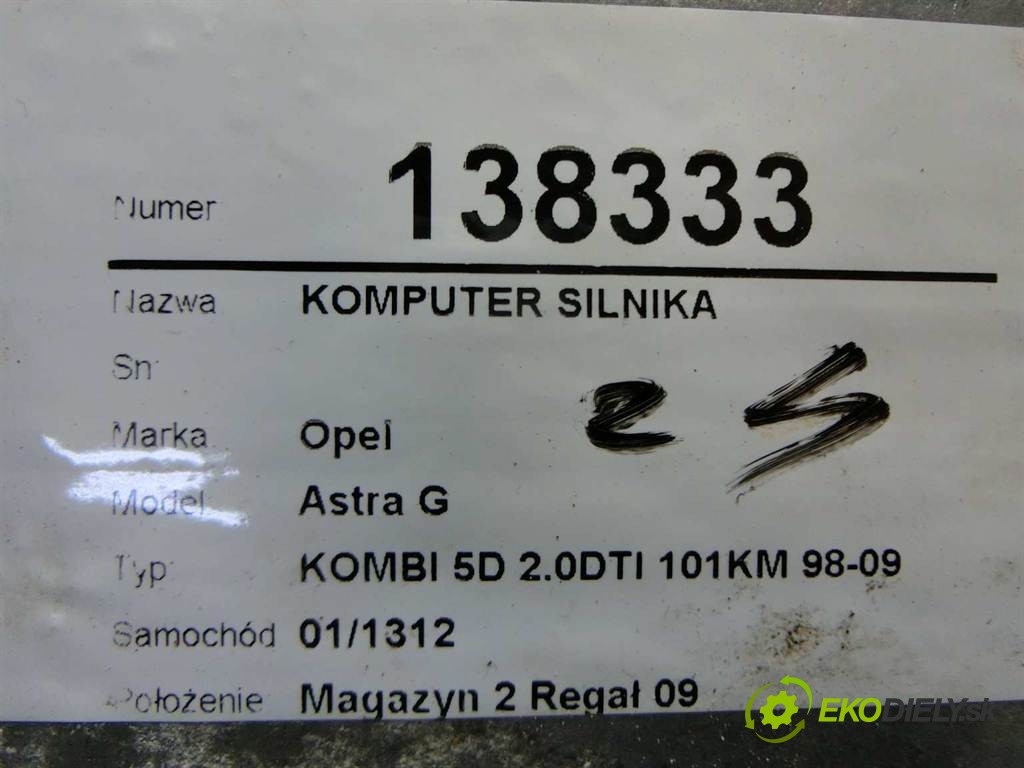 Numer 138333
Nazwa KOMPUTER SILNIKA
Sn
Marka Opel
Model Astra G
Typ KOMBI 5D 2.0DTI 101KM 98-09
Samochód 01/1312
Położenie Magazyn 2 Regał 09
EKODIELY.sk